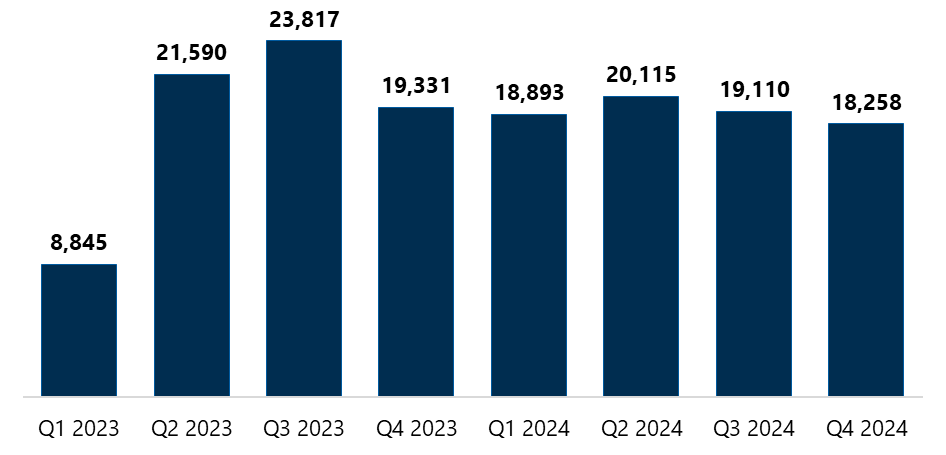 23,817
21,590
20,115
19,331
19,110
18,893
18,258
8,845
Q1 2023
Q2 2023
Q3 2023
Q4 2023
Q1 2024
Q2 2024
Q3 2024
Q4 2024